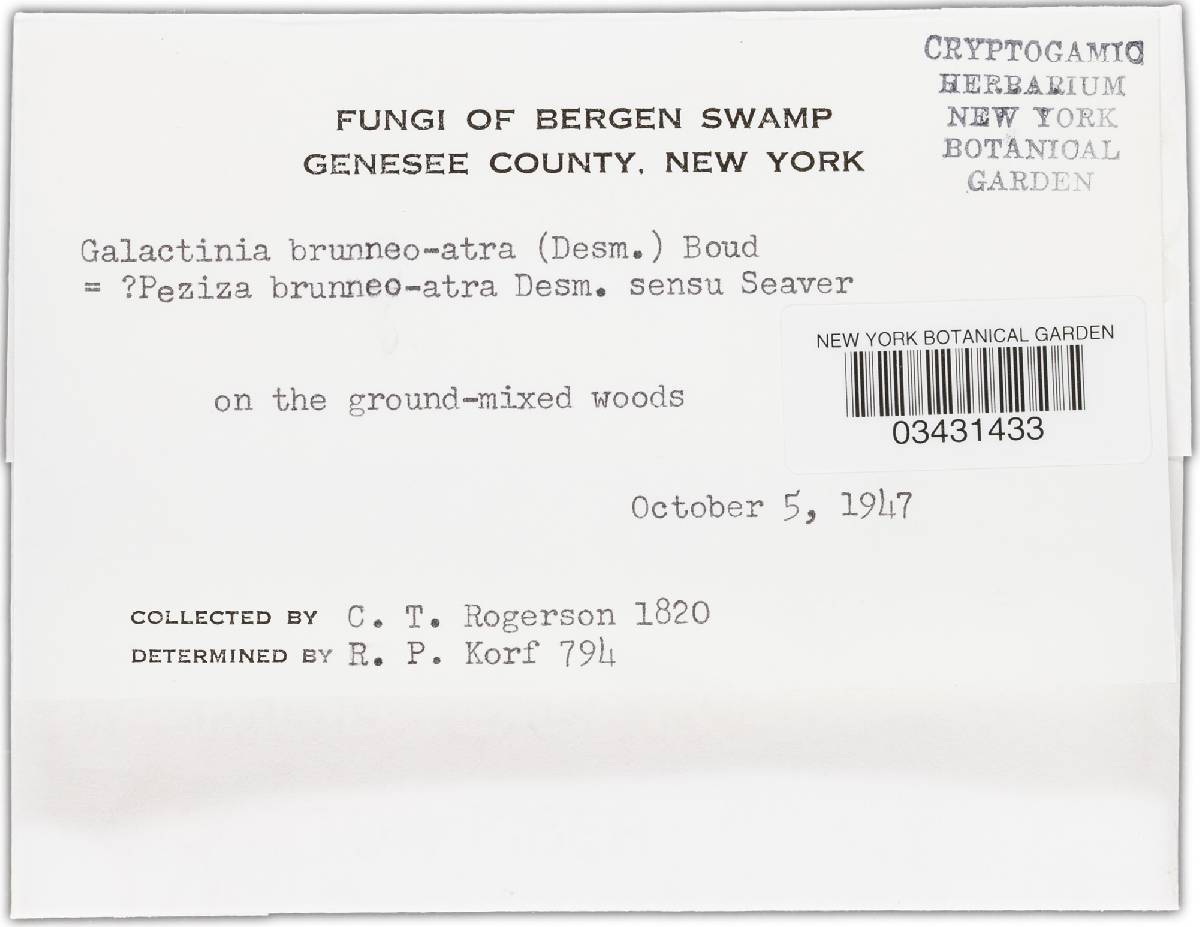 CRYPTOGAMIC
HERBARIUM
NEW YORK
BOTANICAL
GARDEN
FUNGI OF BERGEN SWAMP
GENESEE COUNTY, NEW YORK
Galactinia brunneo-atra (Desm.) Boud
= ?Peziza brunneo-atra Desm. sensu Seaver
NEW YORK BOTANICAL GARDEN
03431433
on the ground-mixed woods
October 5, 1947
COLLECTED BY C. T. Rogerson 1820
DETERMINED BY R. P. Korf 794